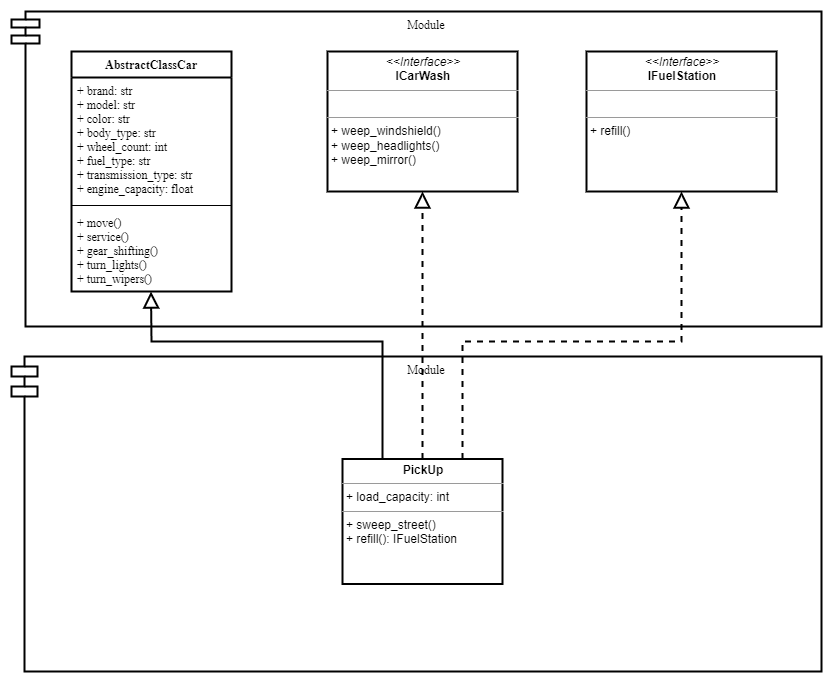 Module
AbstractClassCar
+ brand: str
+ model: str
+ color: str
+ body_type: str
+ wheel_count: int
+ fuel_type: str
+ transmission_type: str
+ engine_capacity: float
+ move()
+ service()
+ gear_shifting()
+ turn_lights()
+ turn_wipers()
<<Interface>>
ICarWash
+ weep_windshield()
+ weep_headlights()
+ weep_mirror()
<<Interface>>
IFuelStation
+ refill()
Module
PickUp
+ load_capacity: int
+ sweep_street()
+ refill(): IFuelStation